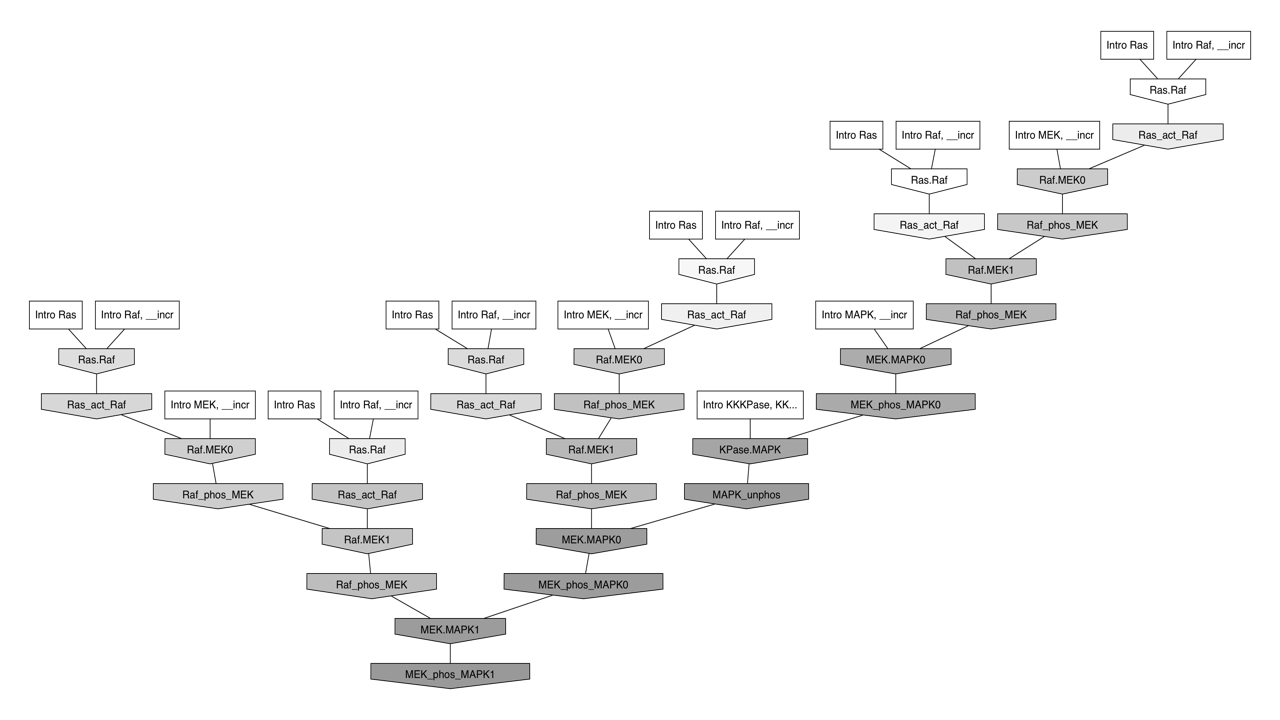 Intro Ras
Intro Raf, __incr
Ras.Raf
Intro Ras
Intro Raf, __incr
Intro MEK, __incr
Ras_act_Raf
Ras.Raf
Raf.MEK0
Intro Ras
Intro Raf, __incr
Ras_act_Raf
Raf_phos_MEK
Ras.Raf
Raf.MEK1
Intro Ras
Intro Raf, __incr
Intro Ras
Intro Raf, __incr
Intro MEK, __incr
Ras_act_Raf
Intro MAPK, __incr
Raf_phos_MEK
Ras.Raf
Ras.Raf
Raf.MEK0
MEK.MAPK0
Ras_act_Raf
Intro MEK, __incr
Intro Ras
Intro Raf, __incr
Ras_act_Raf
Raf_phos_MEK
Intro KKKPase, KK...
MEK_phos_MAPK0
Raf.MEK0
Ras.Raf
Raf.MEK1
KPase.MAPK
Raf_phos_MEK
Ras_act_Raf
Raf_phos_MEK
MAPK_unphos
Raf.MEK1
MEK.MAPK0
Raf_phos_MEK
MEK_phos_MAPK0
MEK.MAPK1
MEK_phos_MAPK1